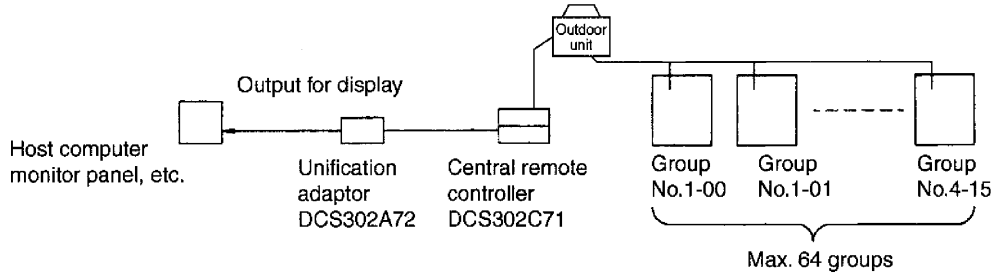 Outdoor
unit
Output for display
Host computer
monitor panel, etc.
Unification
adaptor
DCS302A72
Central remote
controller
DCS302C71
Group
No.1-00
Group
No.1-01
Group
No.4-15
Max. 64 groups